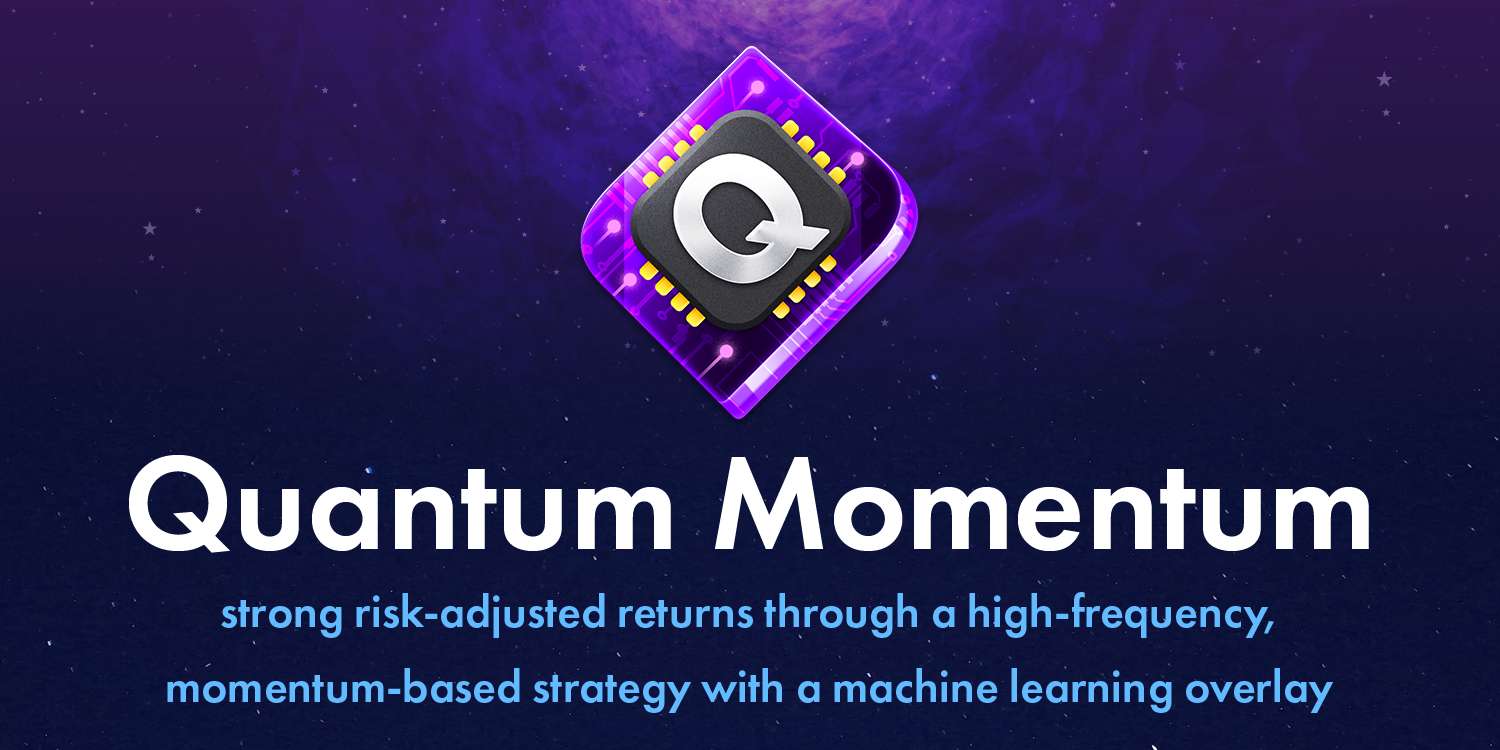 Q
Quantum Momentum
strong risk-adjusted returns through a high-frequency,
momentum-based strategy with a machine learning overlay